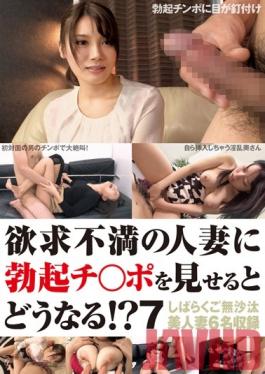 勃起チンポに目が釘付け
初対面の男のチンポで大絶叫!
自ら挿入しちゃう淫乱奥さん
欲求不満の人妻に
勃起チ〇ポを見せると
どうなる!?7
しばらくご無沙汰
美人妻6名収録